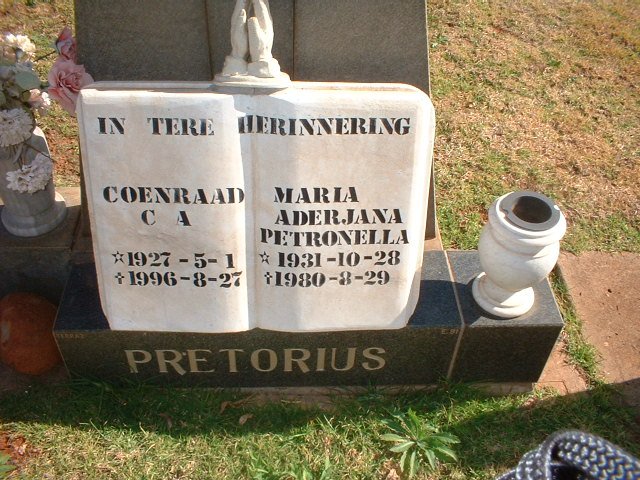 IN TERE HERINNERING
COENRAAD
C A
☆1927-5-1
†1996-8-27
MARIA
ADERJANA
PETRONELLA
☆1931-10-28
†1980-8-29
PRETORIUS